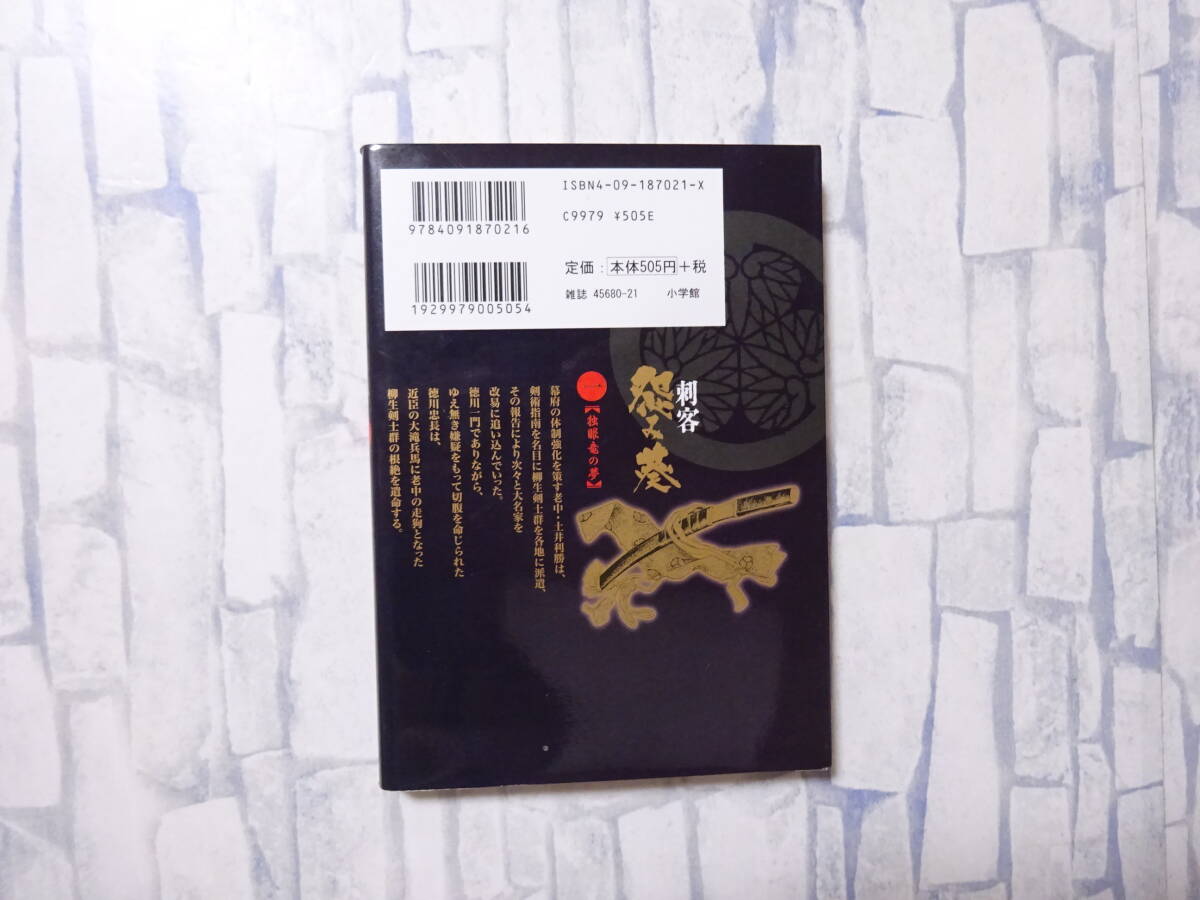 ISBN4-09-187021-X
C9979 ¥505E
9784091870216
定価：本体505円＋税
雑誌 45680-21 小学館
1929979005054
刺客
怨み葵
一
【独眼竜の夢】
幕府の体制強化を策す老中・土井利勝は、
剣術指南を名目に柳生剣士群を各地に派遣、
その報告により次々と大名家を
改易に追い込んでいった。
徳川一門でありながら、
ゆえ無き嫌疑をもって切腹を命じられた
徳川忠長は、
近臣の大滝兵馬に老中の走狗となった
柳生剣士群の根絶を遺命する。